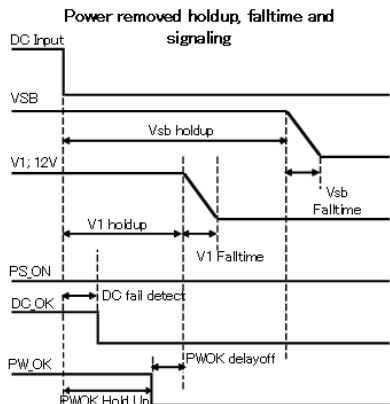 Power removed holdup, falltime and
signaling
DC Input
VSB
Vsb holdup
V1; 12V
Vsb
Falltime
V1 holdup
V1 Falltime
PS_ON
DC fail detect
DC_OK
PWOK delayoff
PW_OK
PWOK Hold Up